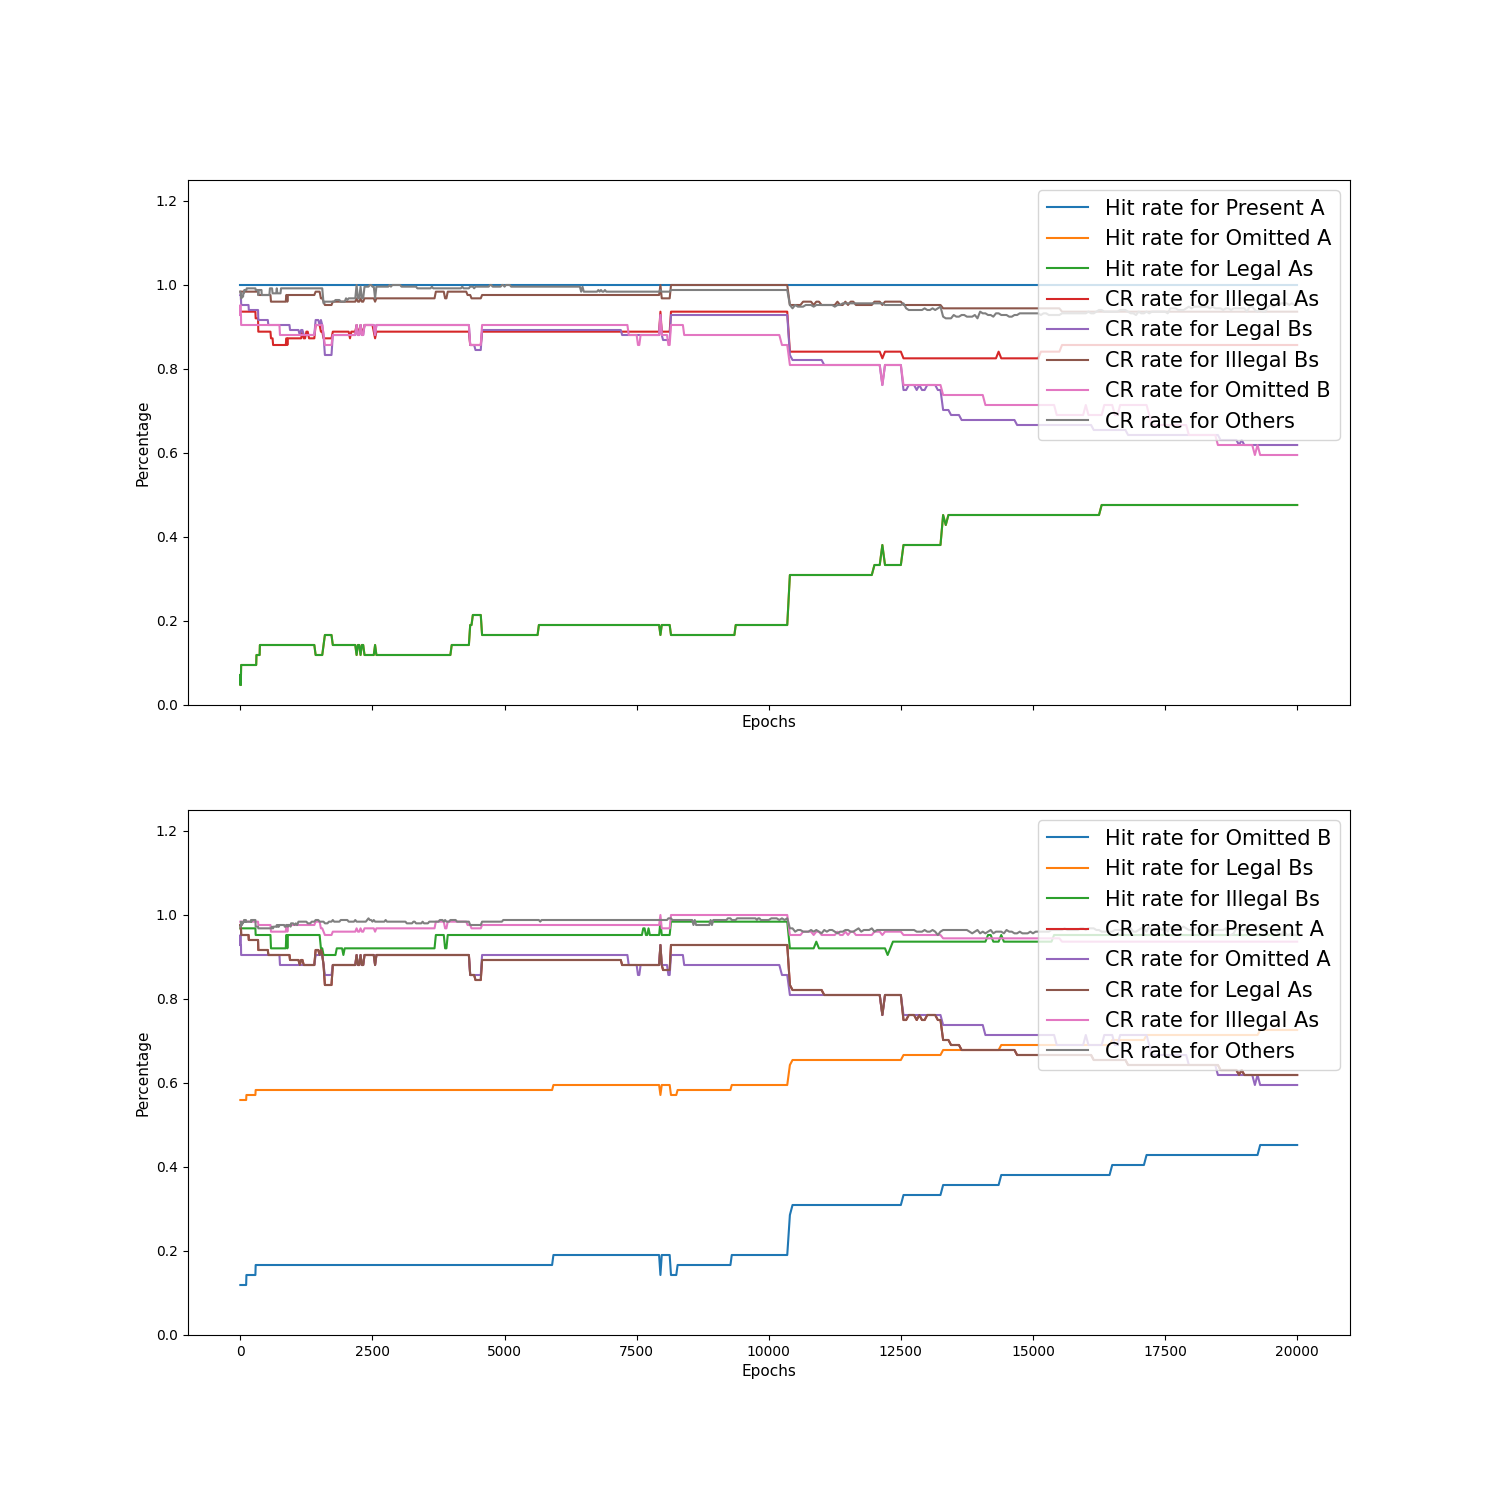 1.2
1.0
0.8
0.6
0.4
0.2
0.0
Percentage
Epochs
Hit rate for Present A
Hit rate for Omitted A
Hit rate for Legal As
CR rate for Illegal As
CR rate for Legal Bs
CR rate for Illegal Bs
CR rate for Omitted B
CR rate for Others
1.2
1.0
0.8
0.6
0.4
0.2
0.0
Percentage
0 2500 5000 7500 10000 12500 15000 17500 20000
Epochs
Hit rate for Omitted B
Hit rate for Legal Bs
Hit rate for Illegal Bs
CR rate for Present A
CR rate for Omitted A
CR rate for Legal As
CR rate for Illegal As
CR rate for Others